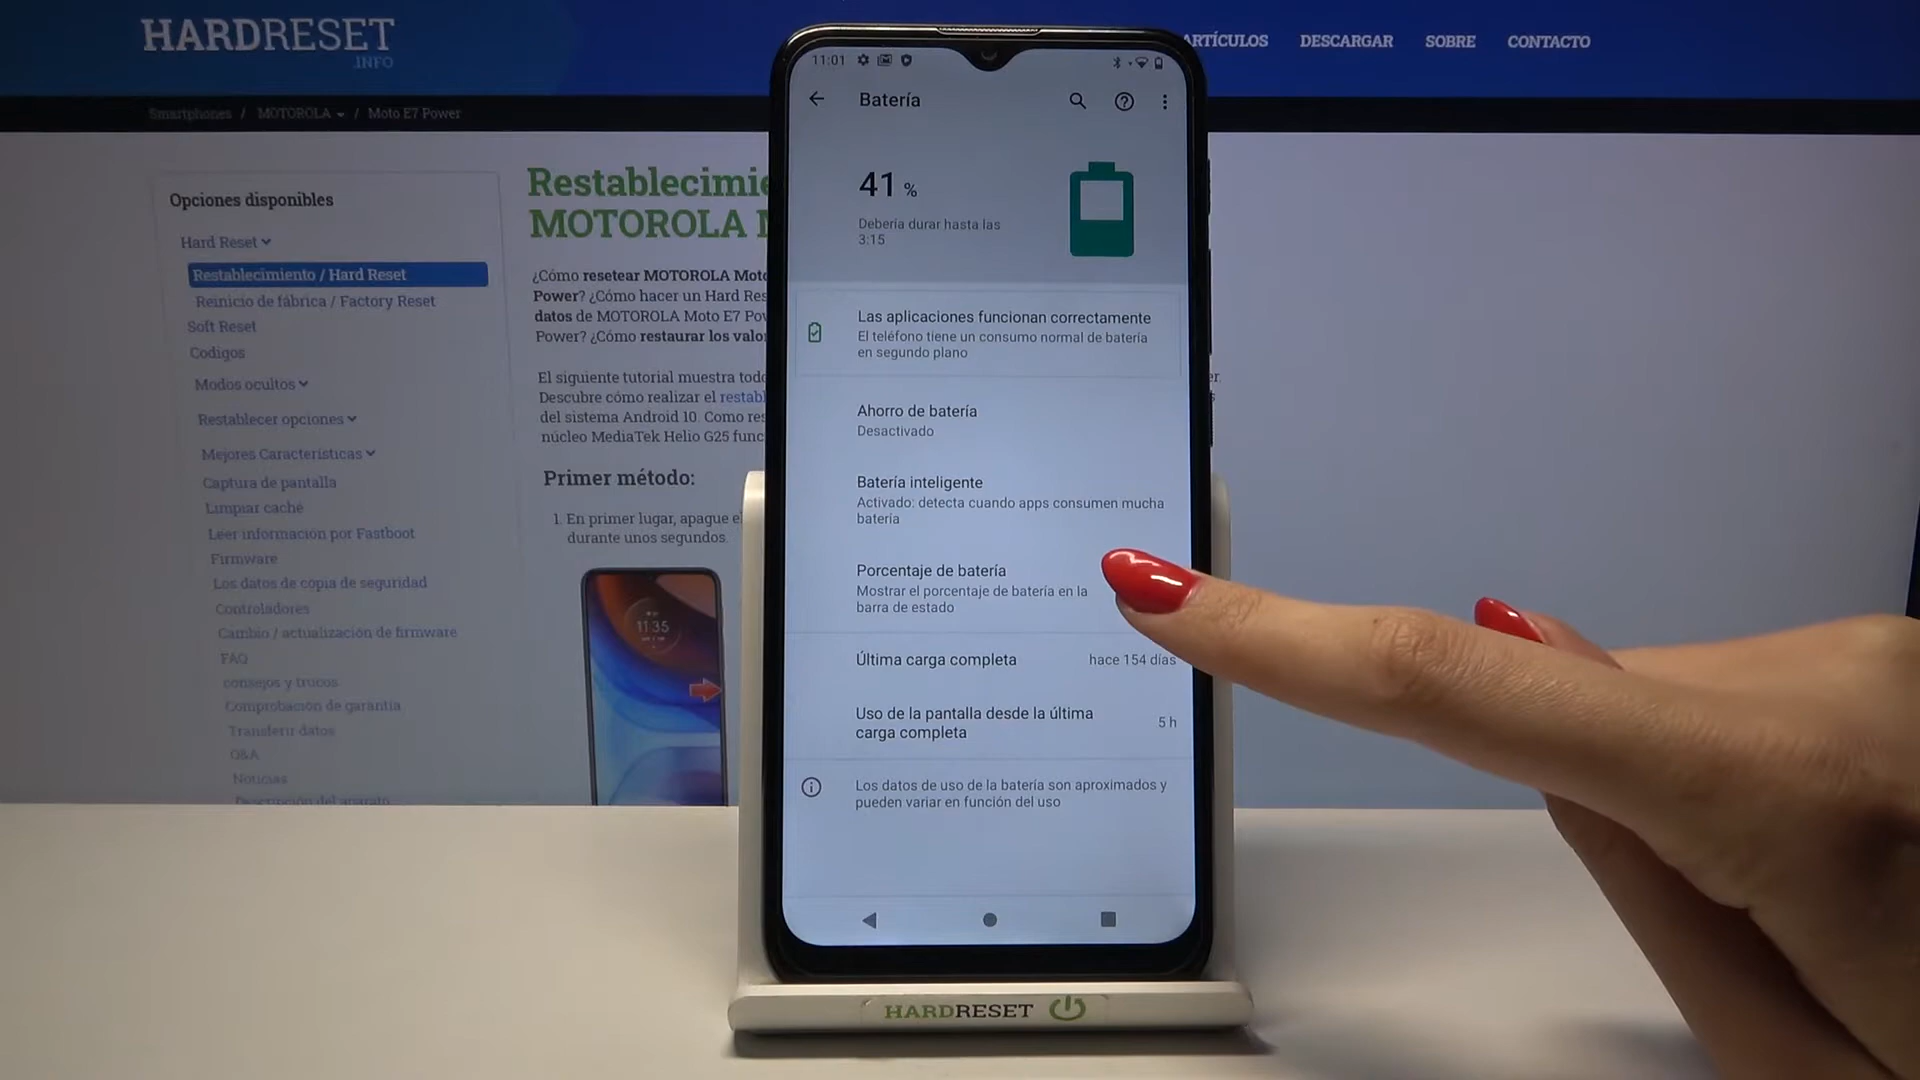 HARDRESET
.INFO
ARTÍCULOS DESCARGAR SOBRE CONTACTO
Smartphones / MOTOROLA / Moto E7 Power
Opciones disponibles
Hard Reset
Restablecimiento / Hard Reset
Reinicio de fábrica / Factory Reset
Soft Reset
Codigos
Modos ocultos
Restablecer opciones
Mejores Características
Captura de pantalla
Limpiar caché
Leer información por Fastboot
Firmware
Los datos de copia de seguridad
Controladores
Cambio / actualización de firmware
FAQ
consejos y trucos
Comprobación de garantía
Transferir datos
Q&A
Noticias
Descripción del aparato
Restablecimie
MOTOROLA M
¿Cómo resetear MOTOROLA Moto
Power? ¿Cómo hacer un Hard Res
datos de MOTOROLA Moto E7 Pow
Power? ¿Cómo restaurar los valor
El siguiente tutorial muestra todo
Descubre cómo realizar el restabl
del sistema Android 10. Como res
núcleo MediaTek Helio G25 func
Primer método:
1. En primer lugar, apague el
durante unos segundos.
11:35
11:01
Batería
41 %
Debería durar hasta las
3:15
Las aplicaciones funcionan correctamente
El teléfono tiene un consumo normal de batería
en segundo plano
Ahorro de batería
Desactivado
Batería inteligente
Activado: detecta cuando apps consumen mucha
batería
Porcentaje de batería
Mostrar el porcentaje de batería en la
barra de estado
Última carga completa hace 154 días
Uso de la pantalla desde la última
carga completa 5 h
Los datos de uso de la batería son aproximados y
pueden variar en función del uso
er.
HARDRESET